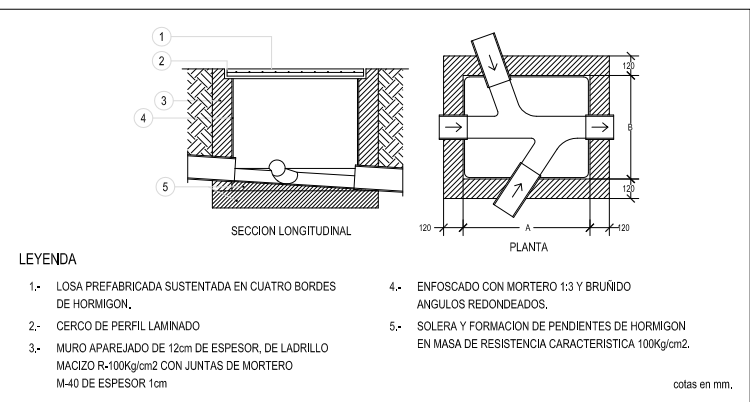 1
2
3
4
5
120
B
120
120
A
120
SECCION LONGITUDINAL
PLANTA
LEYENDA
1.- LOSA PREFABRICADA SUSTENTADA EN CUATRO BORDES
DE HORMIGON.
2.- CERCO DE PERFIL LAMINADO
3.- MURO APAREJADO DE 12cm DE ESPESOR, DE LADRILLO
MACIZO R-100Kg/cm2 CON JUNTAS DE MORTERO
M-40 DE ESPESOR 1cm
4.- ENFOSCADO CON MORTERO 1:3 Y BRUÑIDO
ANGULOS REDONDEADOS.
5.- SOLERA Y FORMACION DE PENDIENTES DE HORMIGON
EN MASA DE RESISTENCIA CARACTERISTICA 100Kg/cm2.
cotas en mm.